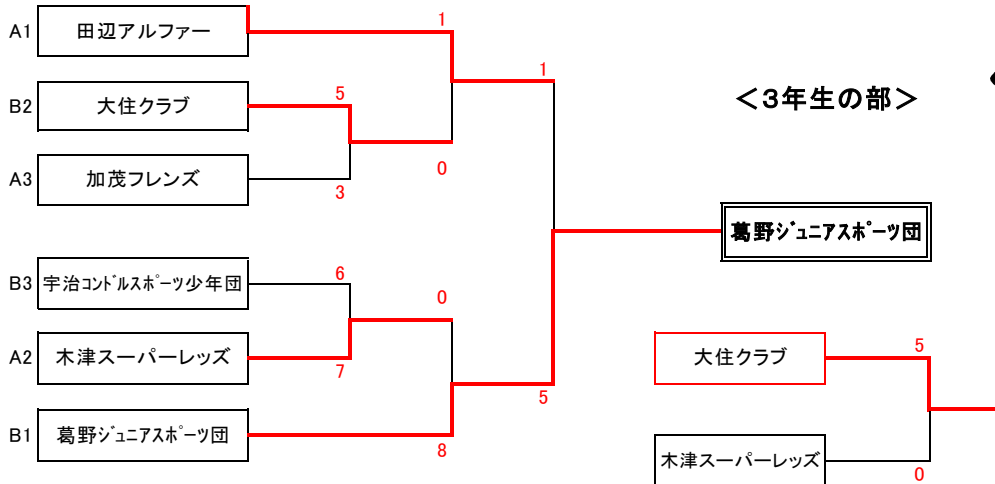 A1 田辺アルファー 1
1
B2 大住クラブ 5
＜3年生の部＞
0
A3 加茂フレンズ 3
葛野ｼﾞｭﾆｱｽﾎﾟｰﾂ団
B3 宇治ｺﾝﾄﾞﾙｽﾎﾟｰﾂ少年団 6
0
A2 木津スーパーレッズ 7
5
B1 葛野ｼﾞｭﾆｱｽﾎﾟｰﾂ団 8
大住クラブ 5
木津スーパーレッズ 0